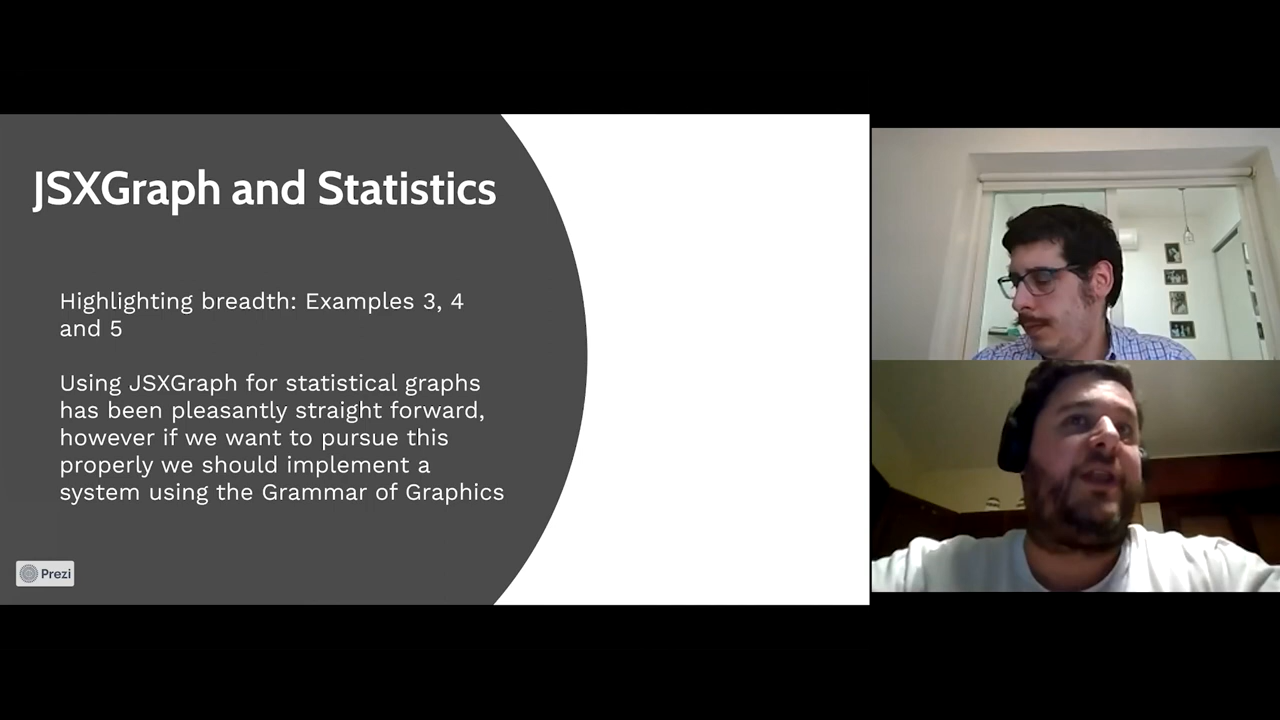 JSXGraph and Statistics
Highlighting breadth: Examples 3, 4
and 5
Using JSXGraph for statistical graphs
has been pleasantly straight forward,
however if we want to pursue this
properly we should implement a
system using the Grammar of Graphics
Prezi